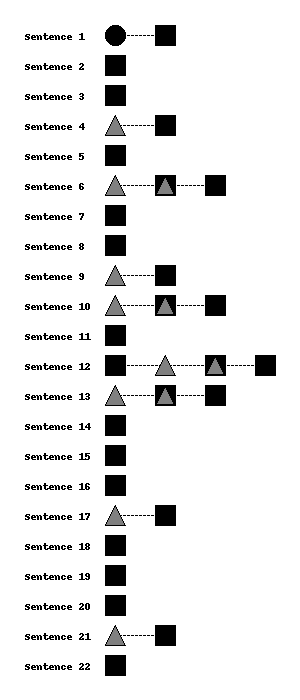 Sentence 1
Sentence 2
Sentence 3
Sentence 4
Sentence 5
Sentence 6
Sentence 7
Sentence 8
Sentence 9
Sentence 10
Sentence 11
Sentence 12
Sentence 13
Sentence 14
Sentence 15
Sentence 16
Sentence 17
Sentence 18
Sentence 19
Sentence 20
Sentence 21
Sentence 22